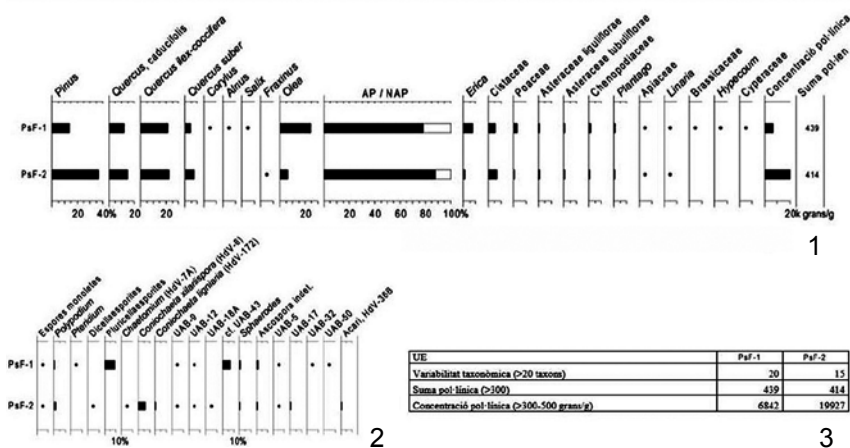 Pinus
Quercus, caducifolis
Quercus ilex-coccifera
Quercus suber
Corylus
Alnus
Salix
Fraxinus
Olea
AP / NAP
Erica
Cistaceae
Poaceae
Asteraceae liguliflorae
Asteraceae tubuliflorae
Chenopodiaceae
Plantago
Apiaceae
Linaria
Brassicaceae
Hypecoum
Cyperaceae
Concentració pol·línica
Suma pol·len
PsF-1
439
PsF-2
414
20 40% 20 20 20 20 40 60 80 100% 20k grans/g
1
Espores monoletes
Polypodium
Pteridium
Dicellaesporites
Pluricellaesporites
Chaetomium (HdV-7A)
Coniochaeta xilariispora (HdV-6)
Coniochaeta ligniaria (HdV-172)
UAB-9
UAB-12
UAB-18A
cf. UAB-43
Sphaerodes
Ascospora indet.
UAB-5
UAB-17
UAB-32
UAB-50
Acari, HdV-36B
PsF-1
PsF-2
10% 10%
2
UE PsF-1 PsF-2
Variabilitat taxonòmica (>20 taxons) 20 15
Suma pol·línica (>300) 439 414
Concentració pol·línica (>300-500 grans/g) 6842 19927
3